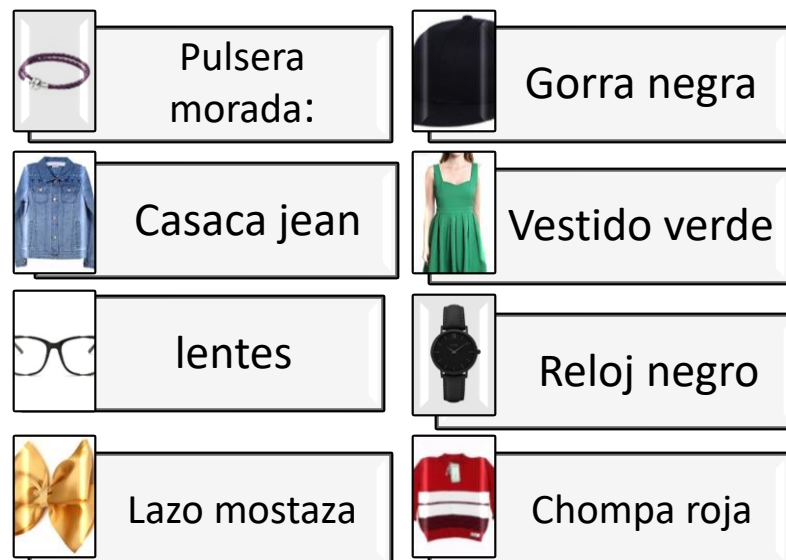 Pulsera
morada:
Gorra negra
Casaca jean
Vestido verde
lentes
Reloj negro
Lazo mostaza
Chompa roja